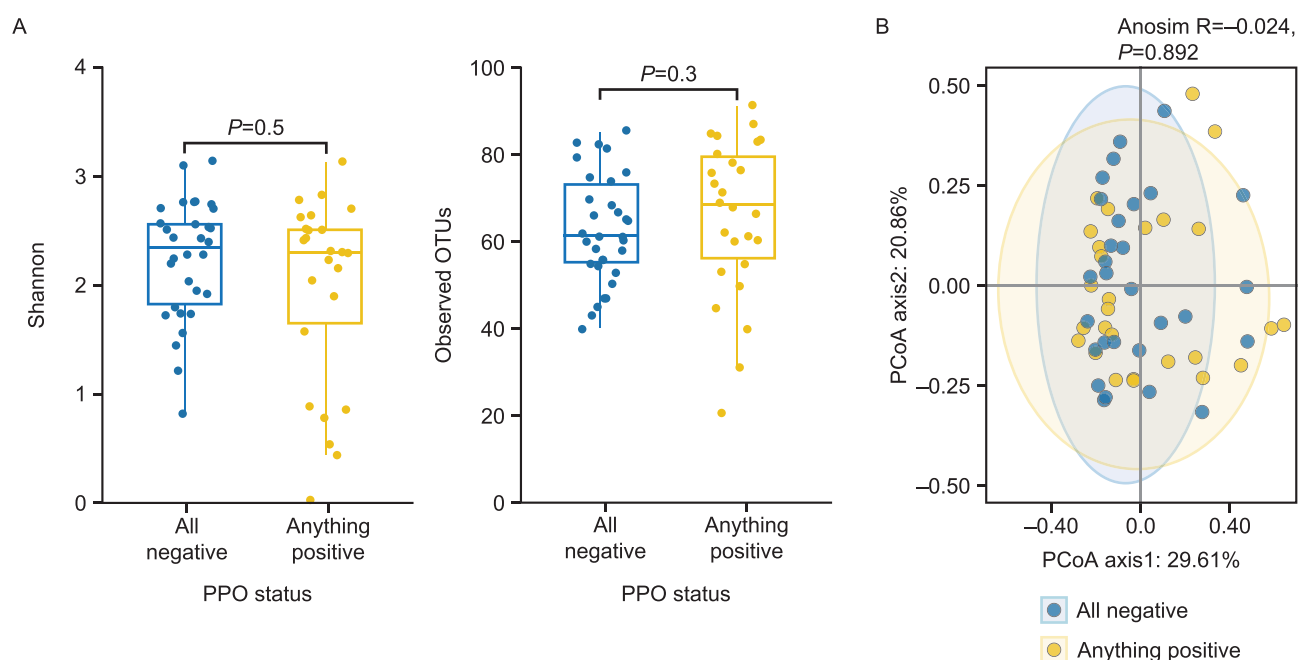 A
4
3
2
1
0
Shannon
P=0.5
All
negative
Anything
positive
PPO status
100
80
60
40
20
0
Observed OTUs
P=0.3
All
negative
Anything
positive
PPO status
B
Anosim R=–0.024,
P=0.892
0.50
0.25
0.00
–0.25
–0.50
PCoA axis2: 20.86%
–0.40
0.0
0.40
PCoA axis1: 29.61%
All negative
Anything positive